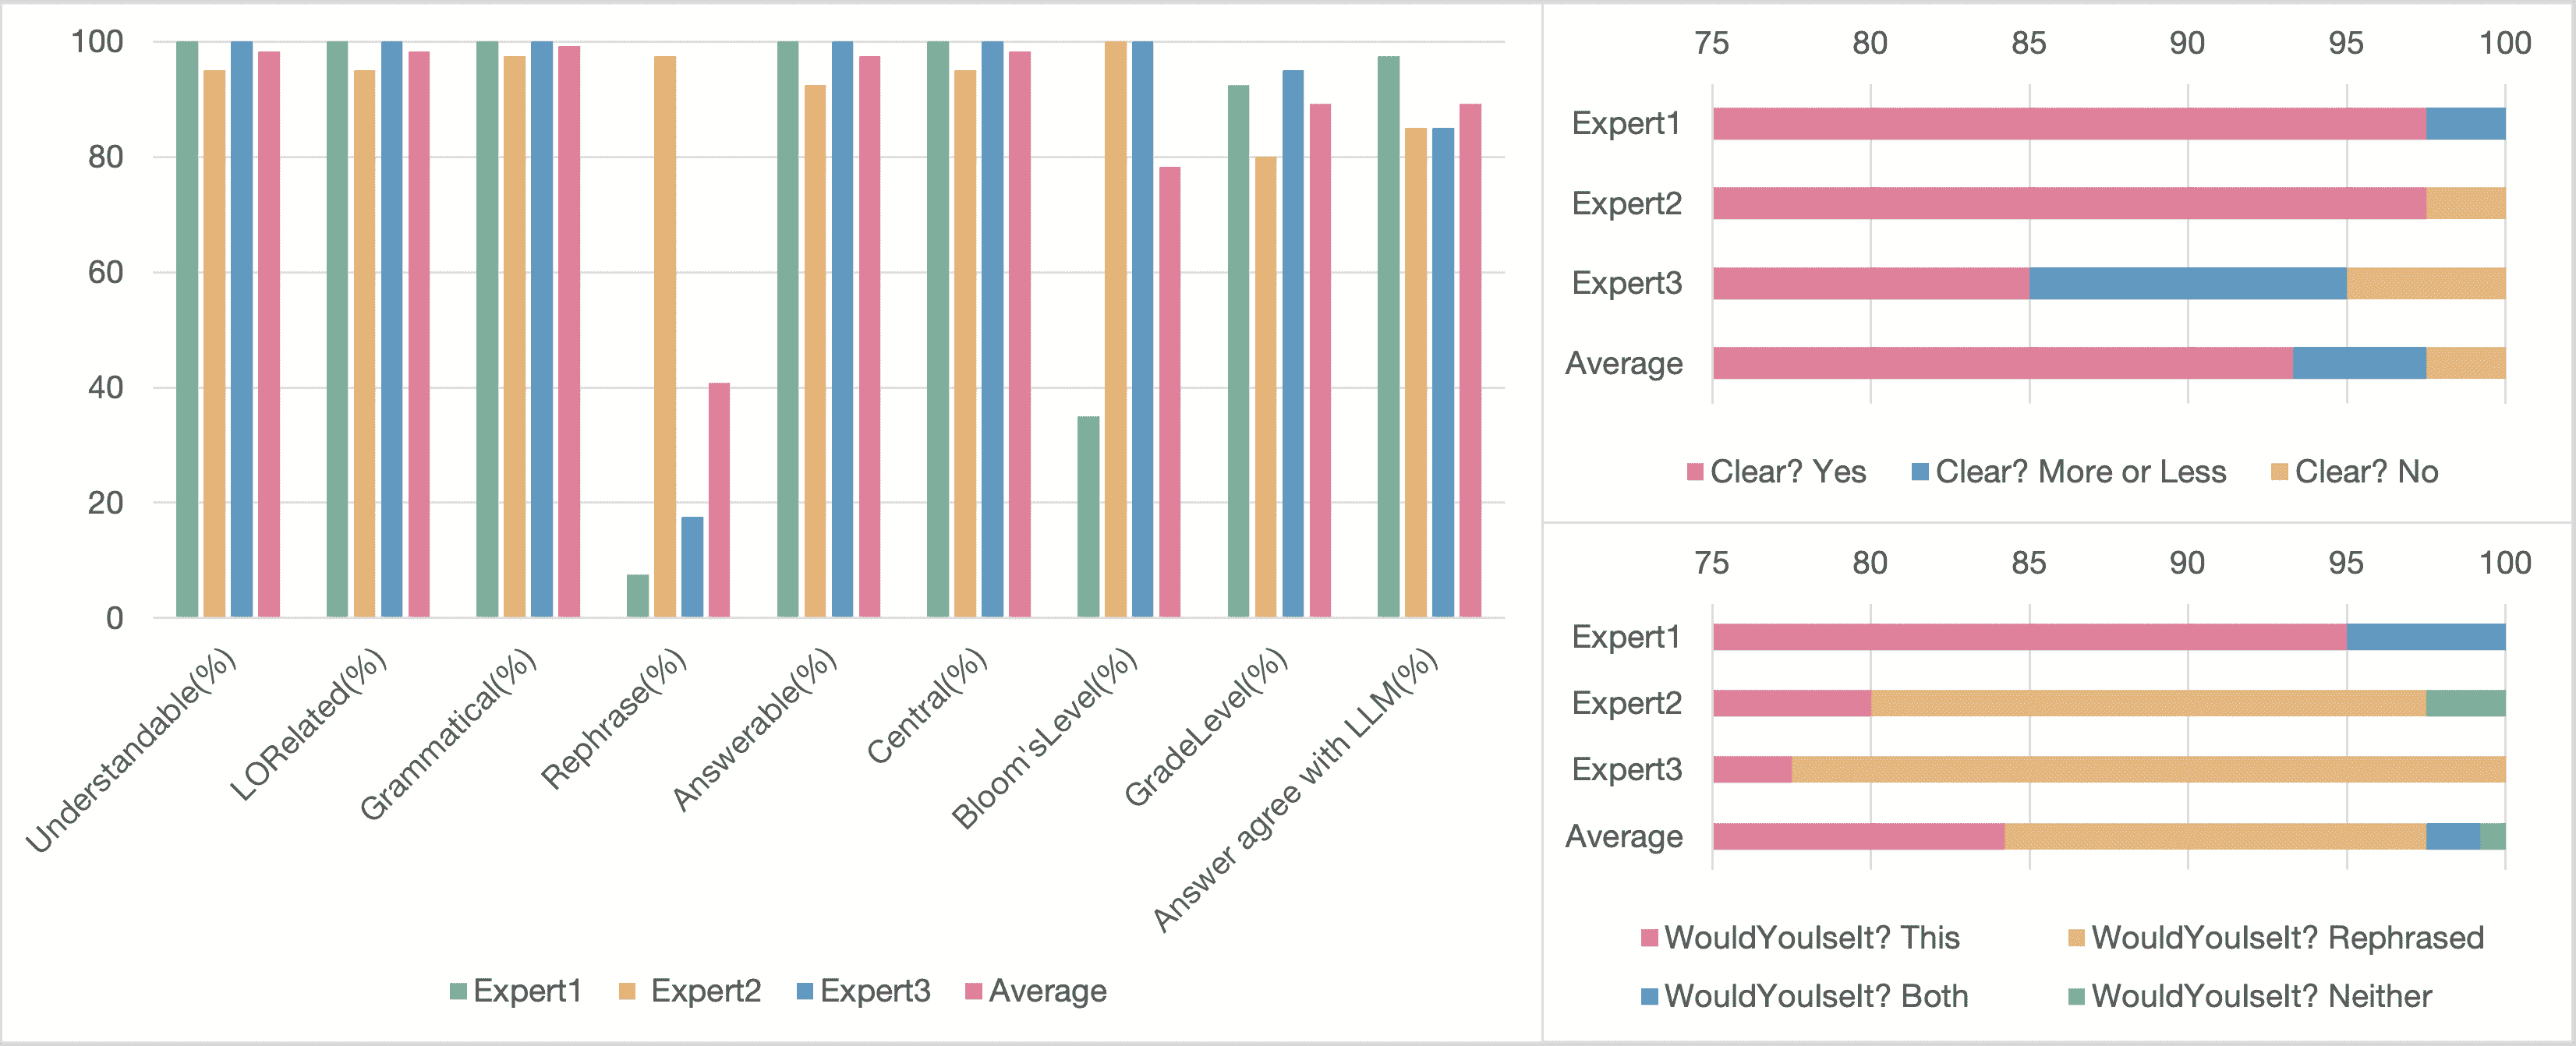 100
80
60
40
20
0
Understandable(%)
LORelated(%)
Grammatical(%)
Rephrase(%)
Answerable(%)
Central(%)
Bloom'sLevel(%)
GradeLevel(%)
Answer agree with LLM(%)
Expert1 Expert2 Expert3 Average
75 80 85 90 95 100
Expert1
Expert2
Expert3
Average
Clear? Yes Clear? More or Less Clear? No
75 80 85 90 95 100
Expert1
Expert2
Expert3
Average
WouldYouIseIt? This WouldYouIseIt? Rephrased
WouldYouIseIt? Both WouldYouIseIt? Neither